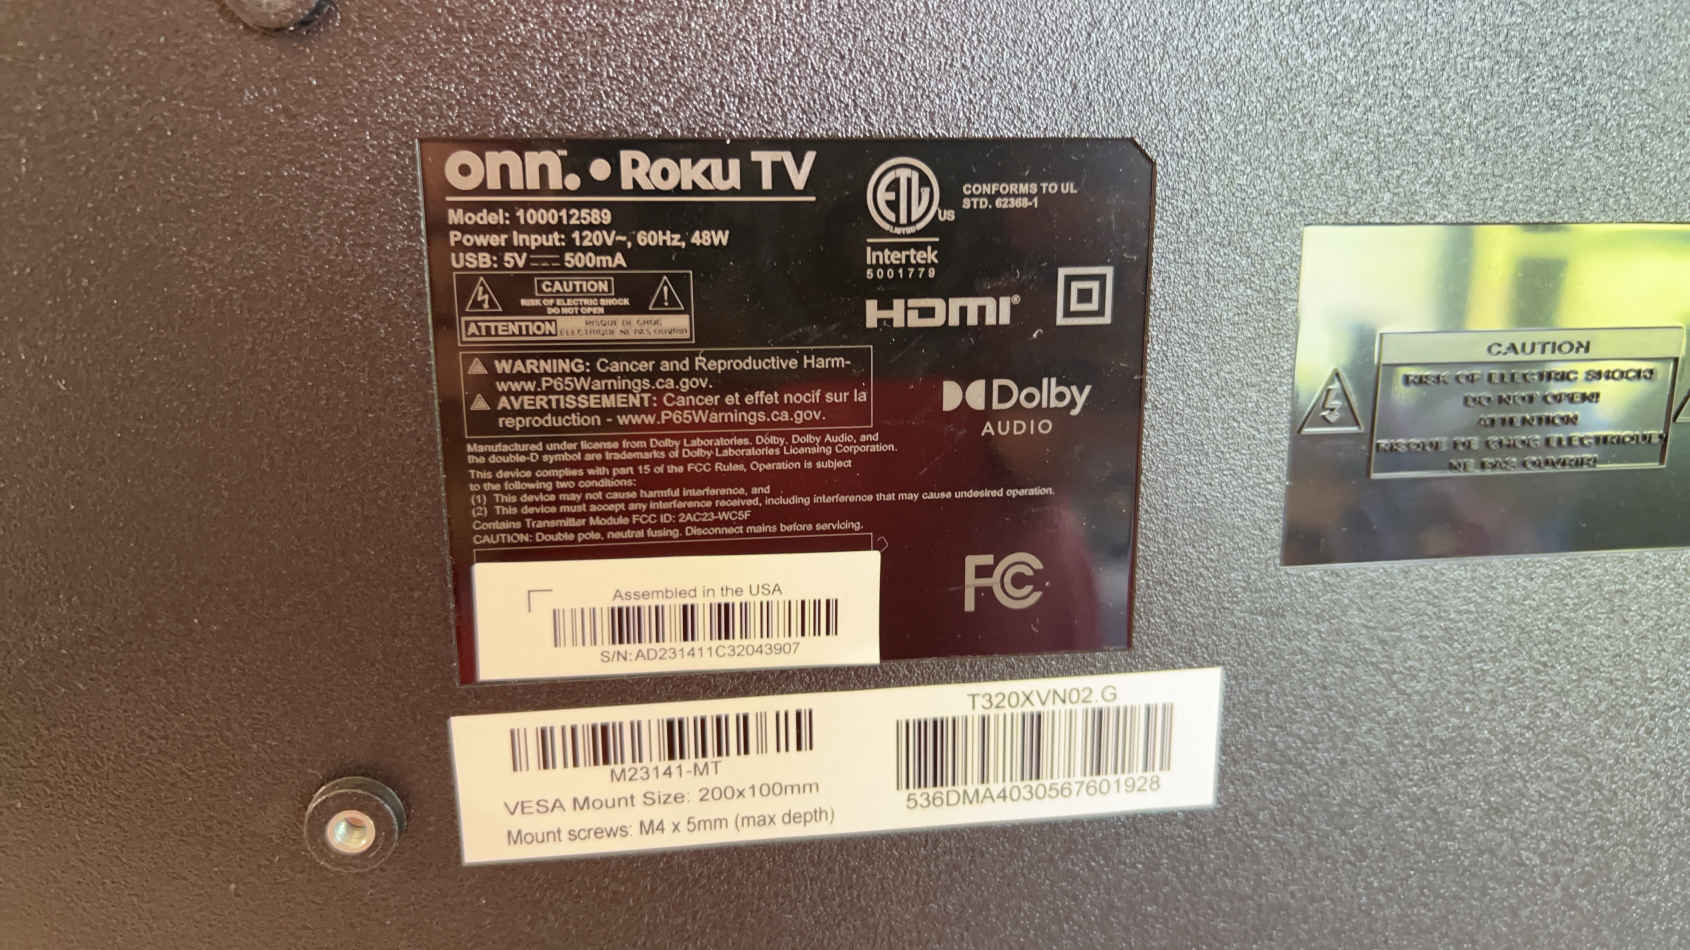 onn.™ • Roku TV
Model: 100012589
Power Input: 120V~, 60Hz, 48W
USB: 5V⎓500mA
CAUTION
RISK OF ELECTRIC SHOCK
DO NOT OPEN
ATTENTION
RISQUE DE CHOC
ELECTRIQUE NE PAS OUVRIR
WARNING: Cancer and Reproductive Harm-
www.P65Warnings.ca.gov.
AVERTISSEMENT: Cancer et effet nocif sur la
reproduction - www.P65Warnings.ca.gov.
Manufactured under license from Dolby Laboratories. Dolby, Dolby Audio, and
the double-D symbol are trademarks of Dolby Laboratories Licensing Corporation.
This device complies with part 15 of the FCC Rules, Operation is subject
to the following two conditions:
(1) This device may not cause harmful interference, and
(2) This device must accept any interference received, including interference that may cause undesired operation.
Contains Transmitter Module FCC ID: 2AC23-WC5F
CAUTION: Double pole, neutral fusing. Disconnect mains before servicing.
ETL
LISTED
US
CONFORMS TO UL
STD. 62368-1
Intertek
5001779
HDMI®
Dolby
AUDIO
FC
Assembled in the USA
S/N: AD231411C32043907
M23141-MT
VESA Mount Size: 200x100mm
Mount screws: M4 x 5mm (max depth)
T320XVN02.G
536DMA4030567601928
CAUTION
RISK OF ELECTRIC SHOCK!
DO NOT OPEN!
ATTENTION
RISQUE DE CHOC ELECTRIQUE!
NE PAS OUVRIR!